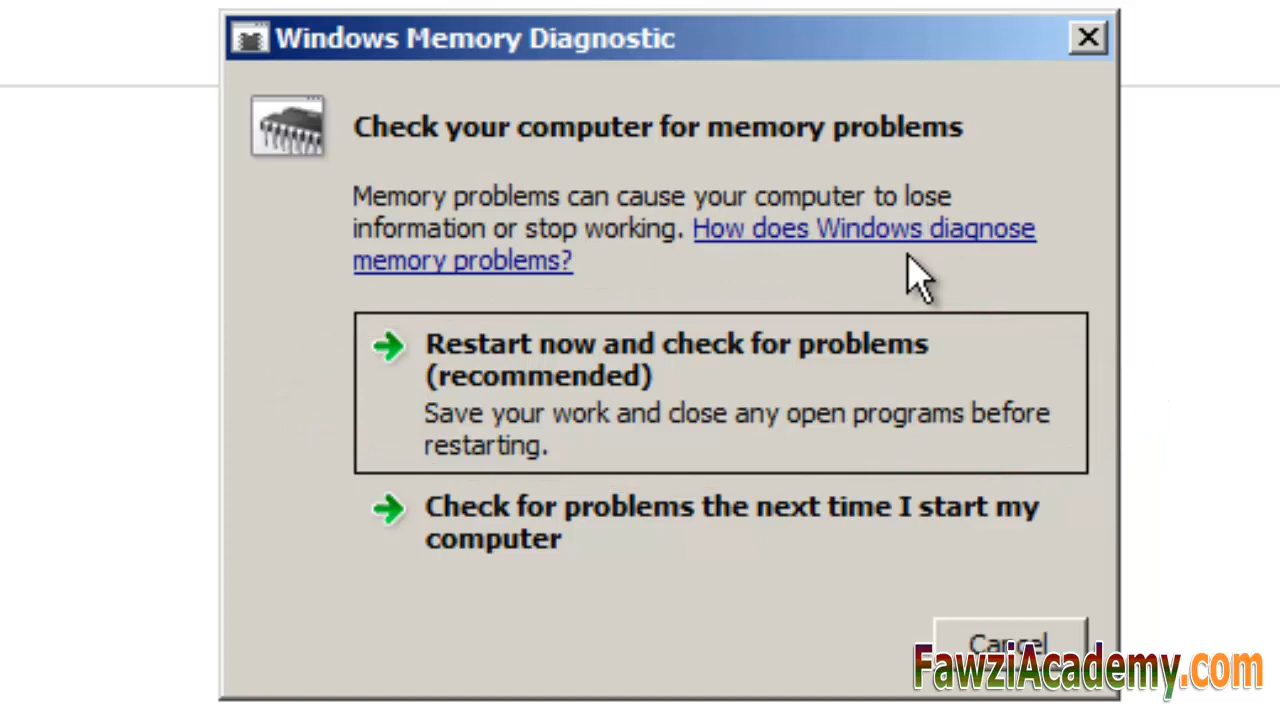 Windows Memory Diagnostic
Check your computer for memory problems
Memory problems can cause your computer to lose
information or stop working. How does Windows diagnose
memory problems?
Restart now and check for problems
(recommended)
Save your work and close any open programs before
restarting.
Check for problems the next time I start my
computer
Cancel
FawziAcademy.com